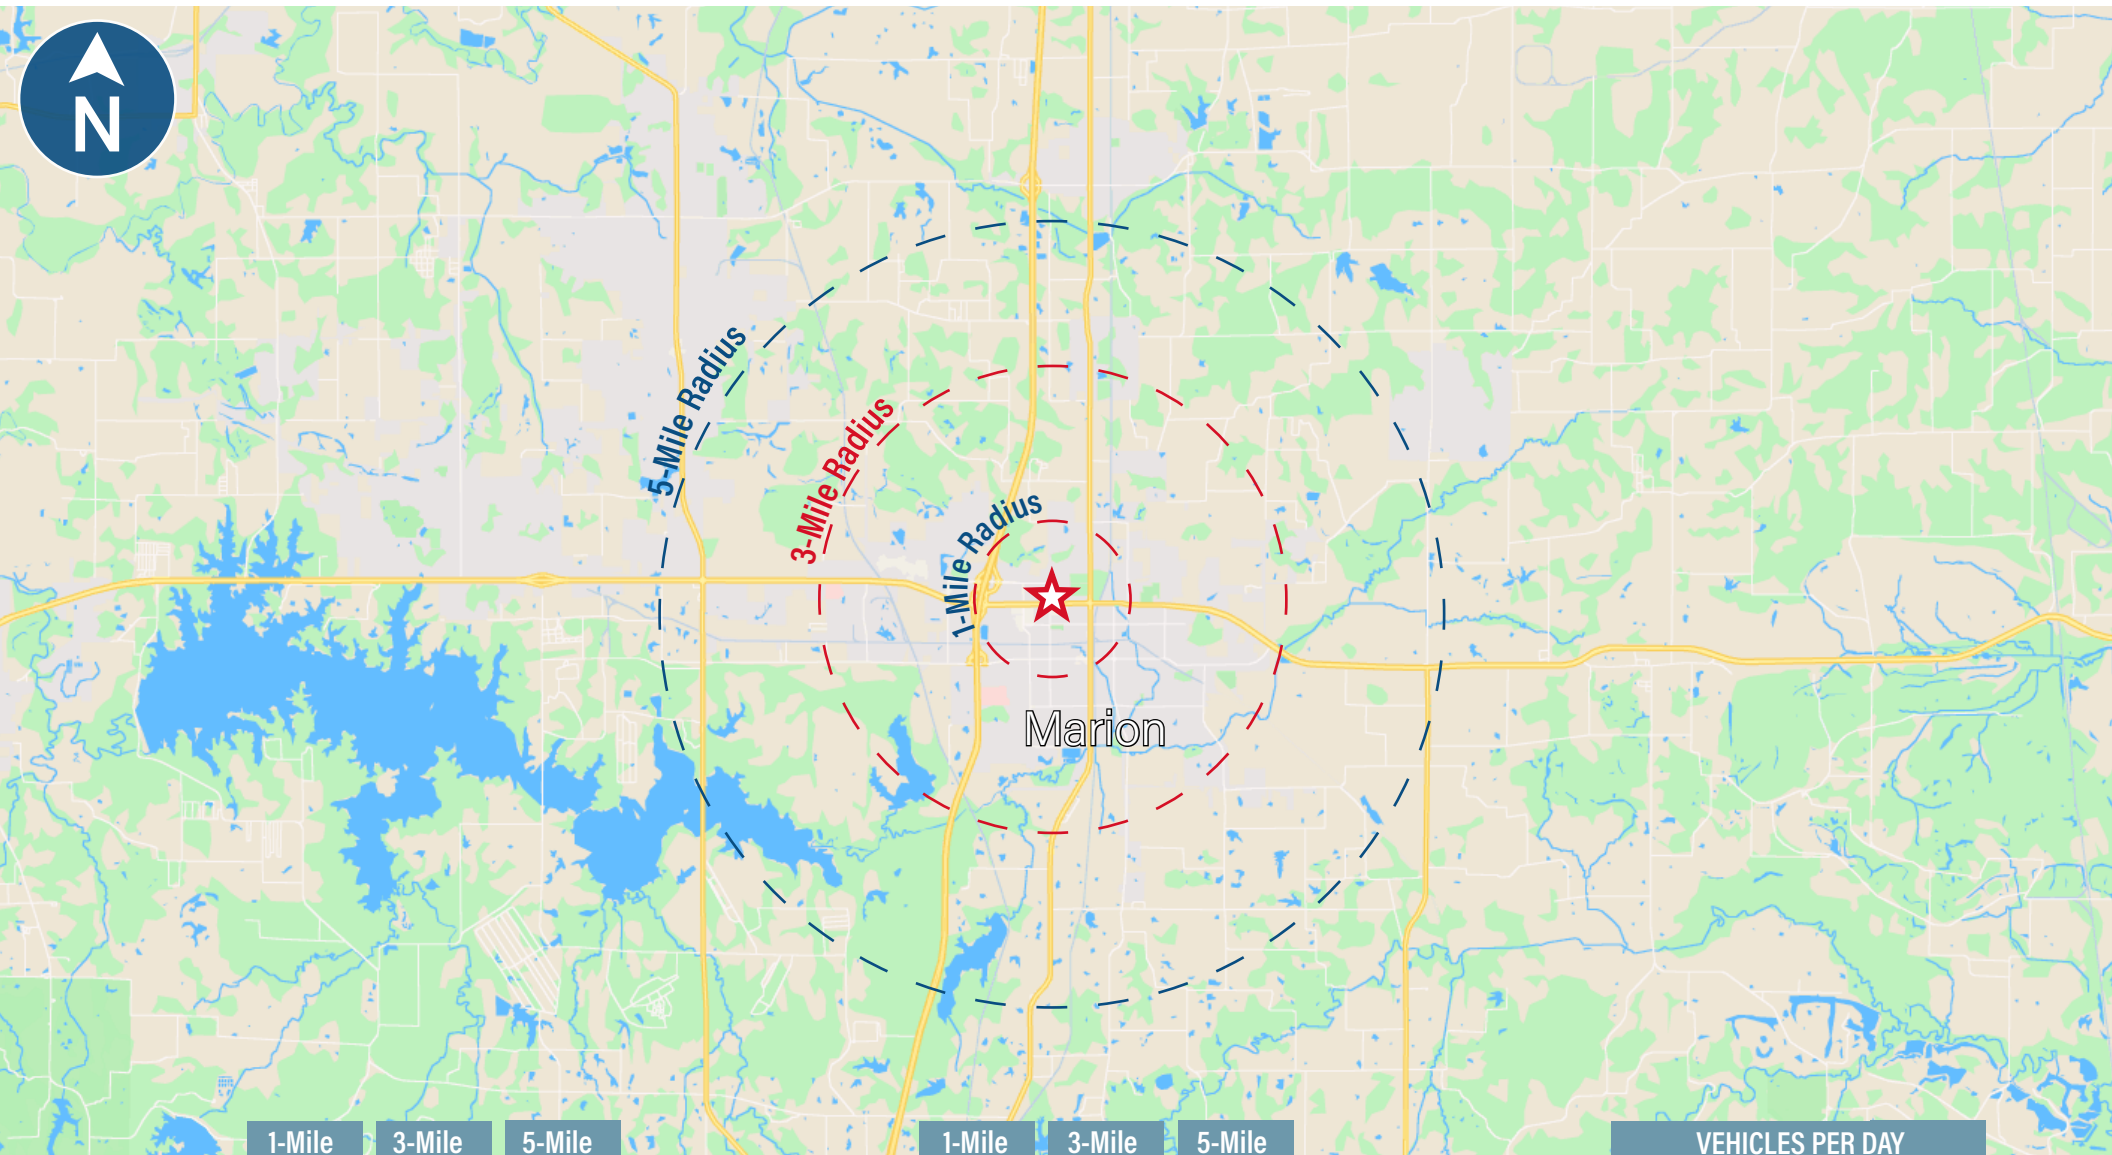 N
5-Mile Radius
3-Mile Radius
1-Mile Radius
Marion
1-Mile 3-Mile 5-Mile 1-Mile 3-Mile 5-Mile VEHICLES PER DAY